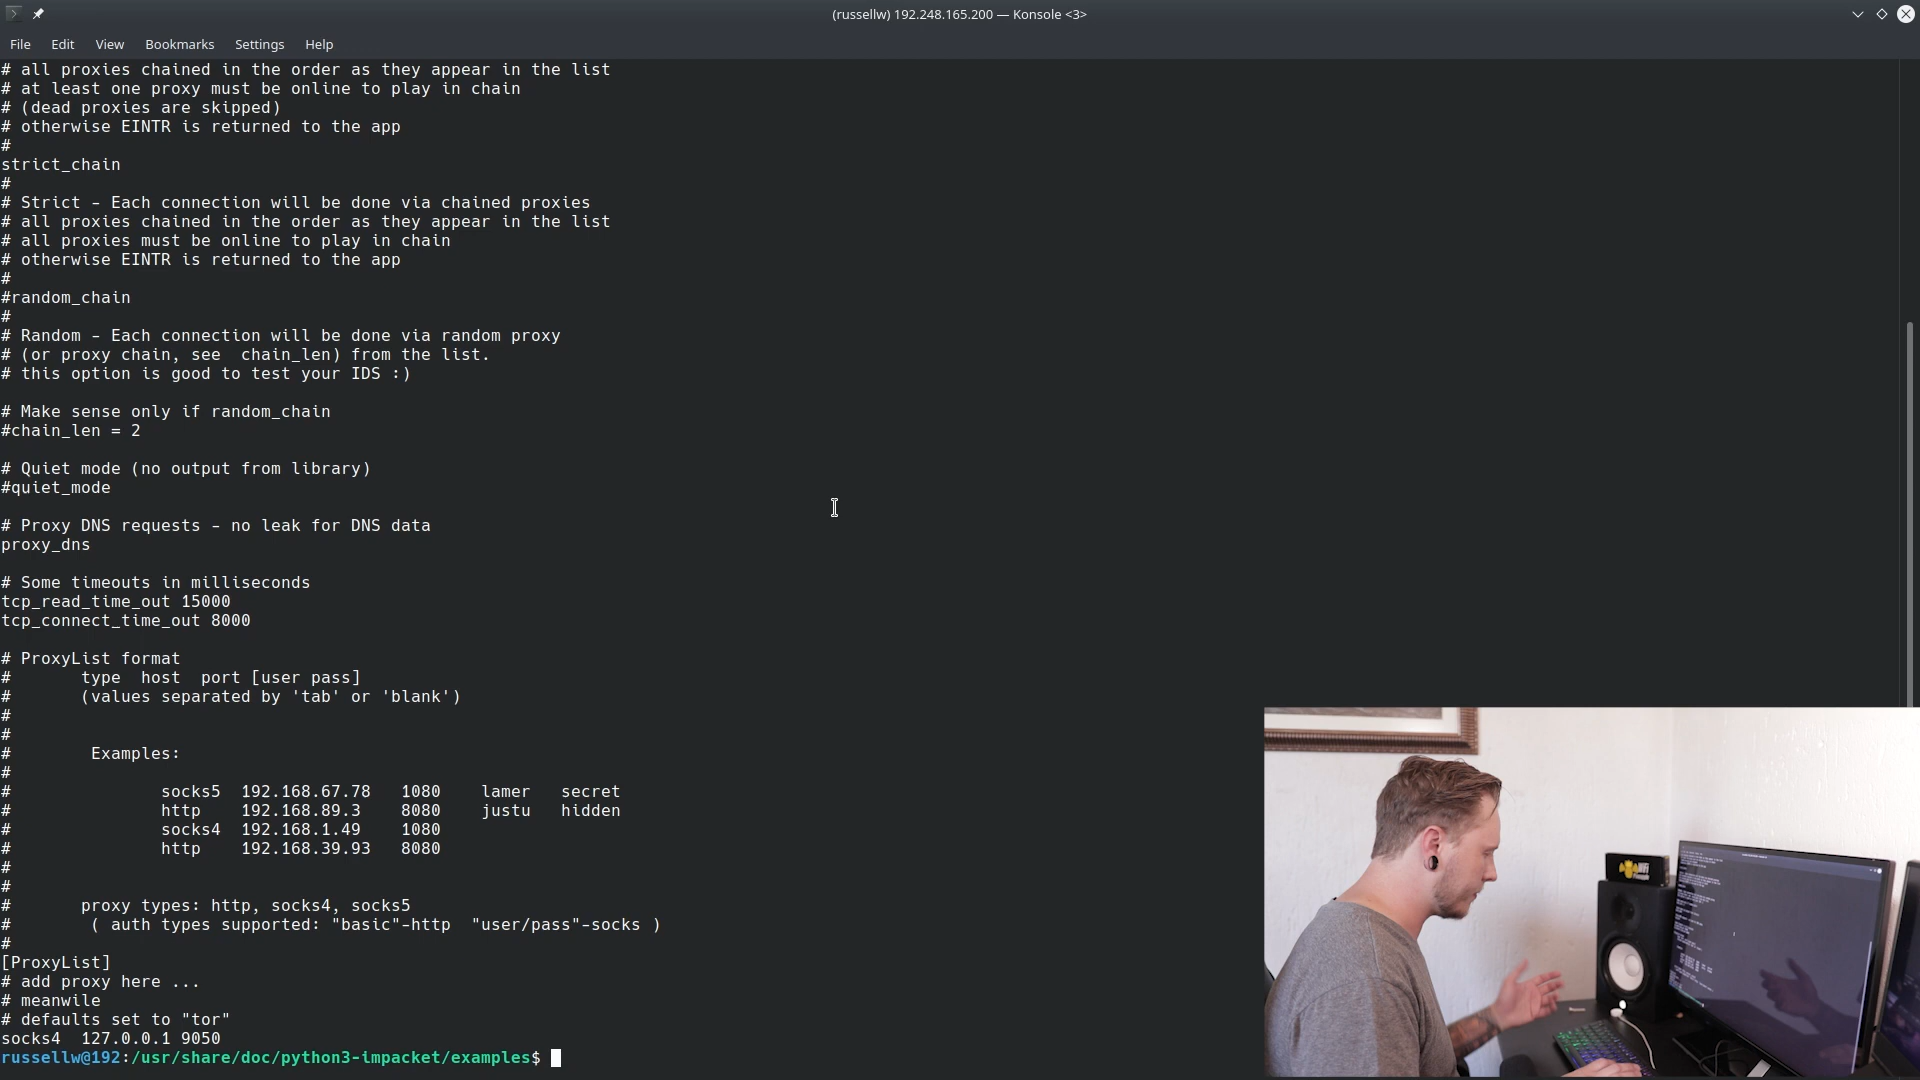 (russellw) 192.248.165.200 — Konsole <3>
File Edit View Bookmarks Settings Help
# all proxies chained in the order as they appear in the list
# at least one proxy must be online to play in chain
# (dead proxies are skipped)
# otherwise EINTR is returned to the app
#
strict_chain
#
# Strict - Each connection will be done via chained proxies
# all proxies chained in the order as they appear in the list
# all proxies must be online to play in chain
# otherwise EINTR is returned to the app
#
#random_chain
#
# Random - Each connection will be done via random proxy
# (or proxy chain, see  chain_len) from the list.
# this option is good to test your IDS :)

# Make sense only if random_chain
#chain_len = 2

# Quiet mode (no output from library)
#quiet_mode

# Proxy DNS requests - no leak for DNS data
proxy_dns

# Some timeouts in milliseconds
tcp_read_time_out 15000
tcp_connect_time_out 8000

# ProxyList format
#       type  host  port [user pass]
#       (values separated by 'tab' or 'blank')
#
#
#        Examples:
#
#               socks5  192.168.67.78   1080    lamer   secret
#               http    192.168.89.3    8080    justu   hidden
#               socks4  192.168.1.49    1080
#               http    192.168.39.93   8080
#
#
#       proxy types: http, socks4, socks5
#        ( auth types supported: "basic"-http  "user/pass"-socks )
#
[ProxyList]
# add proxy here ...
# meanwile
# defaults set to "tor"
socks4  127.0.0.1 9050
russellw@192:/usr/share/doc/python3-impacket/examples$